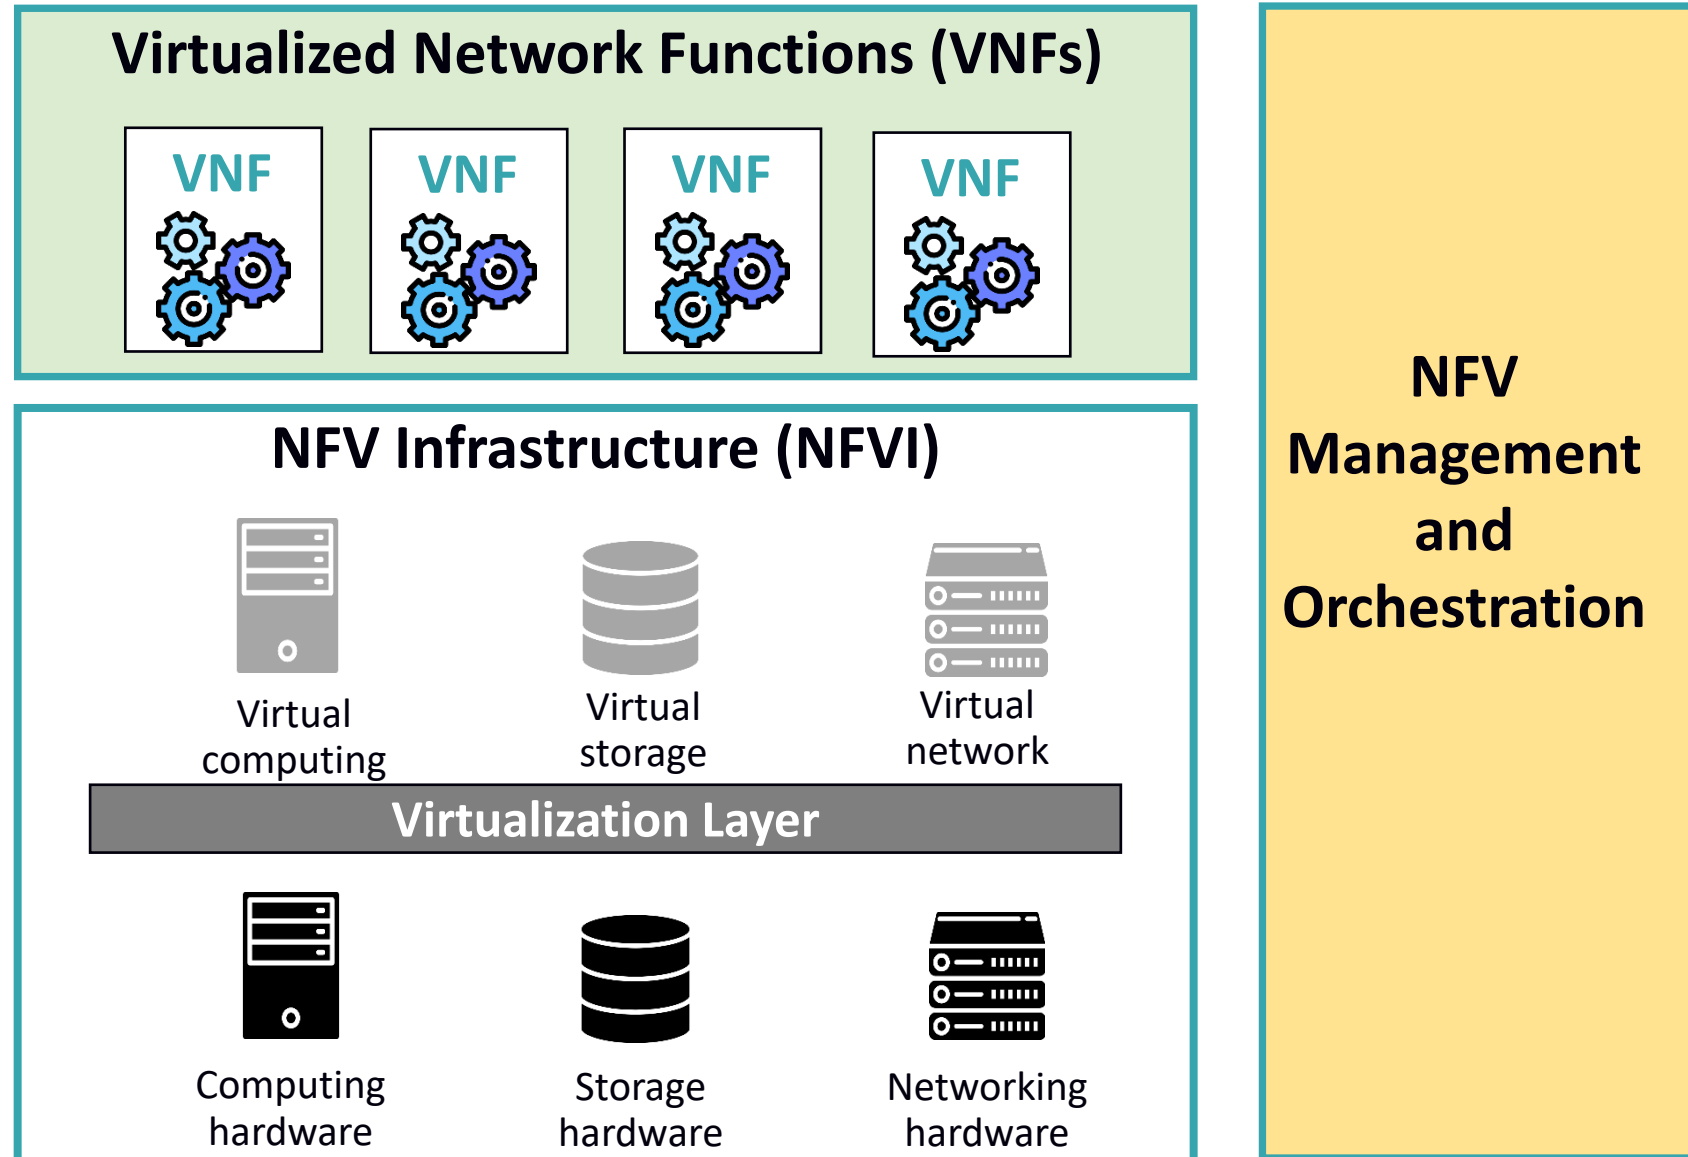 Virtualized Network Functions (VNFs)
VNF
VNF
VNF
VNF
NFV Infrastructure (NFVI)
Virtual
computing
Virtual
storage
Virtual
network
Virtualization Layer
Computing
hardware
Storage
hardware
Networking
hardware
NFV
Management
and
Orchestration